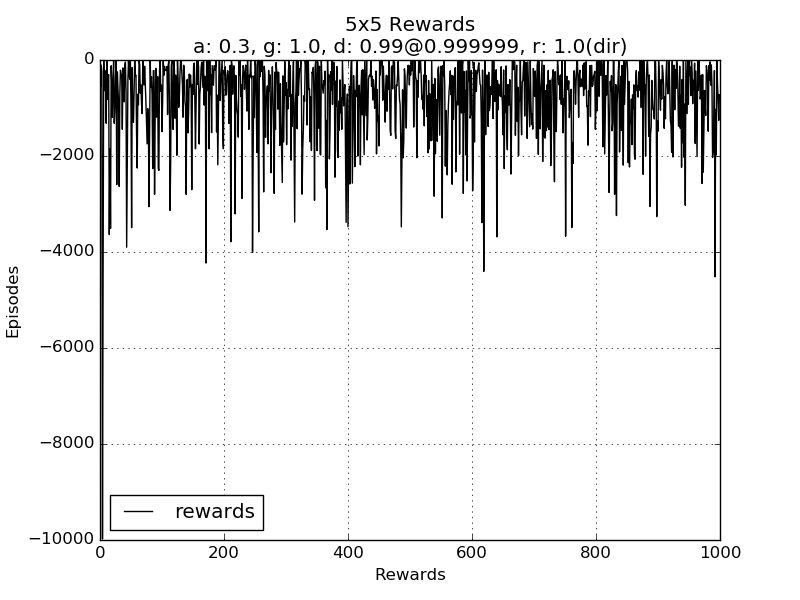 5x5 Rewards
a: 0.3, g: 1.0, d: 0.99@0.999999, r: 1.0(dir)
0
−2000
−4000
−6000
−8000
−10000
Episodes
rewards
0 200 400 600 800 1000
Rewards